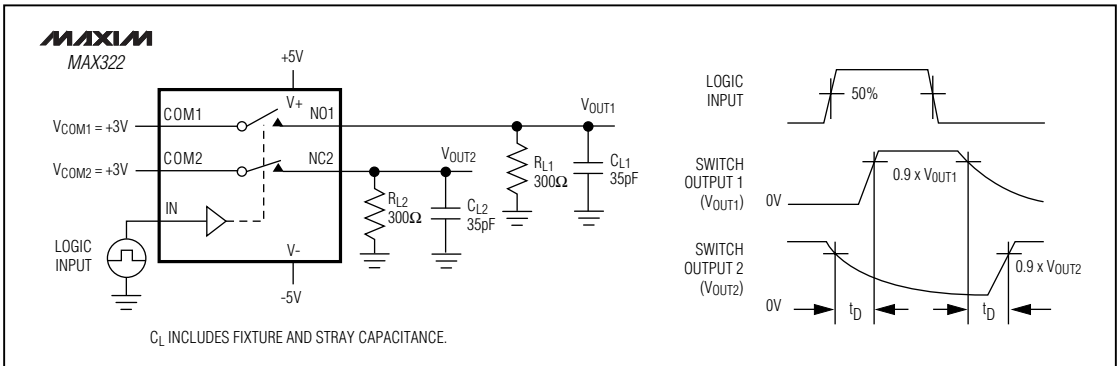 MAXIM
MAX322
+5V
COM1
V+
NO1
VOUT1
VCOM1 = +3V
COM2
NC2
VOUT2
VCOM2 = +3V
RL1
300Ω
CL1
35pF
IN
RL2
300Ω
CL2
35pF
LOGIC
INPUT
V-
-5V
CL INCLUDES FIXTURE AND STRAY CAPACITANCE.
LOGIC
INPUT
50%
SWITCH
OUTPUT 1
(VOUT1)
0V
0.9 x VOUT1
SWITCH
OUTPUT 2
(VOUT2)
0V
0.9 x VOUT2
tD
tD